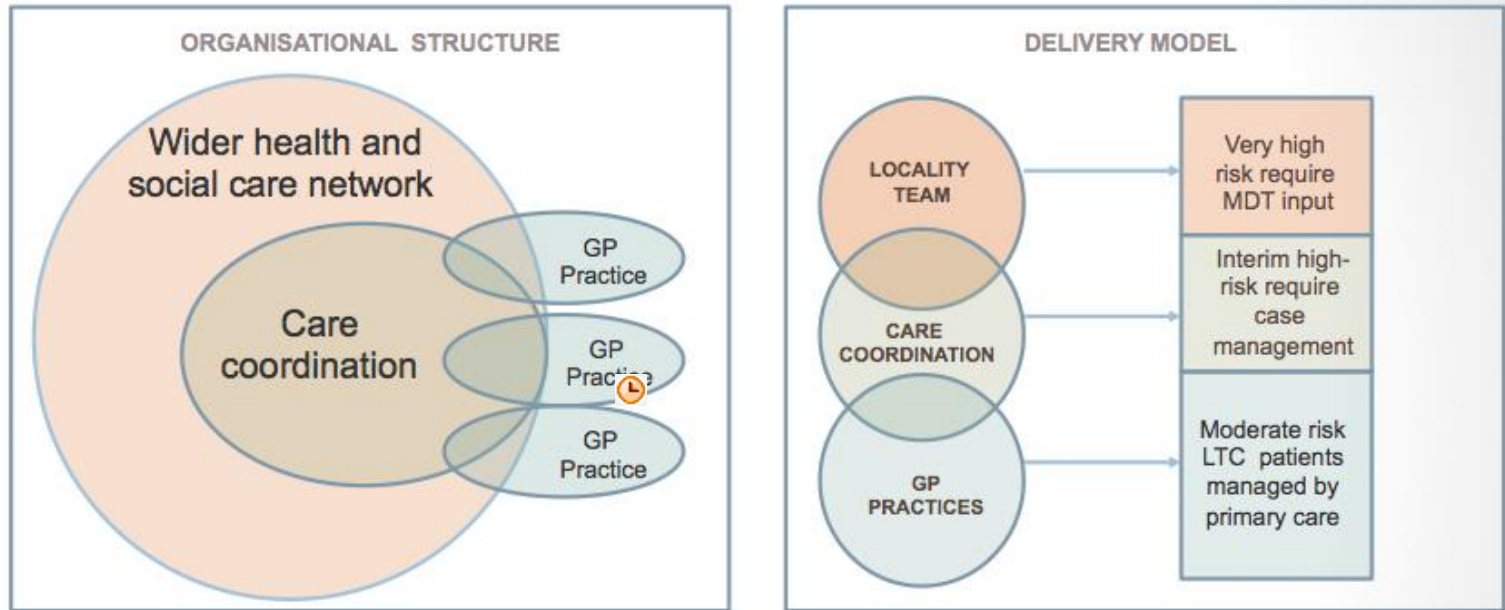 ORGANISATIONAL STRUCTURE
Wider health and
social care network
Care
coordination
GP
Practice
GP
Practice
GP
Practice
DELIVERY MODEL
LOCALITY
TEAM
Very high
risk require
MDT input
CARE
COORDINATION
Interim high-
risk require
case
management
GP
PRACTICES
Moderate risk
LTC patients
managed by
primary care